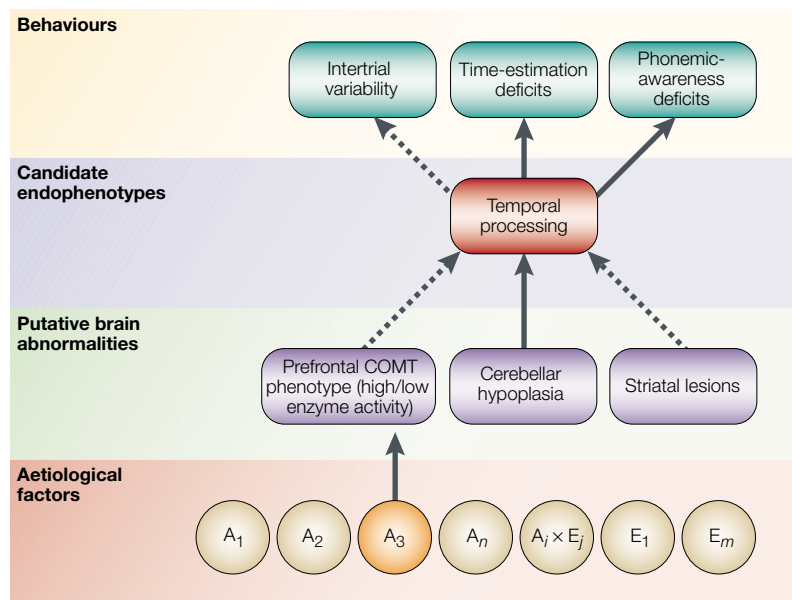 Behaviours
Intertrial
variability
Time-estimation
deficits
Phonemic-
awareness
deficits
Candidate
endophenotypes
Temporal
processing
Putative brain
abnormalities
Prefrontal COMT
phenotype (high/low
enzyme activity)
Cerebellar
hypoplasia
Striatal lesions
Aetiological
factors
A1
A2
A3
An
Ai × Ej
E1
Em